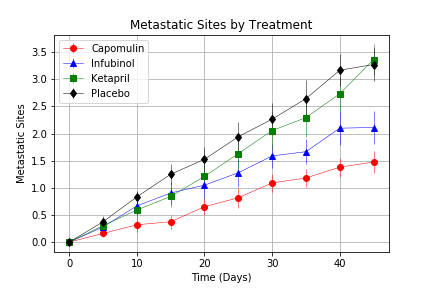 Metastatic Sites by Treatment
Capomulin
Infubinol
Ketapril
Placebo
Metastatic Sites
3.5
3.0
2.5
2.0
1.5
1.0
0.5
0.0
0 10 20 30 40
Time (Days)